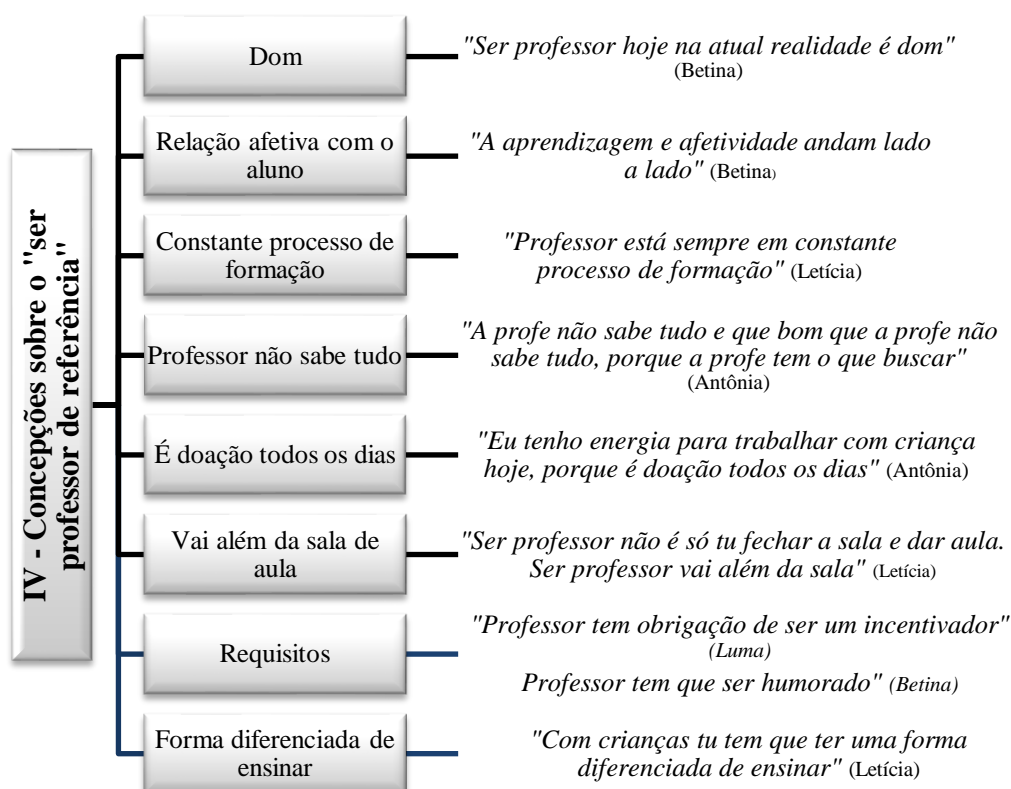 IV - Concepções sobre o "ser
professor de referência"
Dom
"Ser professor hoje na atual realidade é dom"
(Betina)
Relação afetiva com o
aluno
"A aprendizagem e afetividade andam lado
a lado" (Betina)
Constante processo de
formação
"Professor está sempre em constante
processo de formação" (Letícia)
Professor não sabe tudo
"A profe não sabe tudo e que bom que a profe não
sabe tudo, porque a profe tem o que buscar"
(Antônia)
É doação todos os dias
"Eu tenho energia para trabalhar com criança
hoje, porque é doação todos os dias" (Antônia)
Vai além da sala de
aula
"Ser professor não é só tu fechar a sala e dar aula.
Ser professor vai além da sala" (Letícia)
Requisitos
"Professor tem obrigação de ser um incentivador"
(Luma)
Professor tem que ser humorado" (Betina)
Forma diferenciada de
ensinar
"Com crianças tu tem que ter uma forma
diferenciada de ensinar" (Letícia)